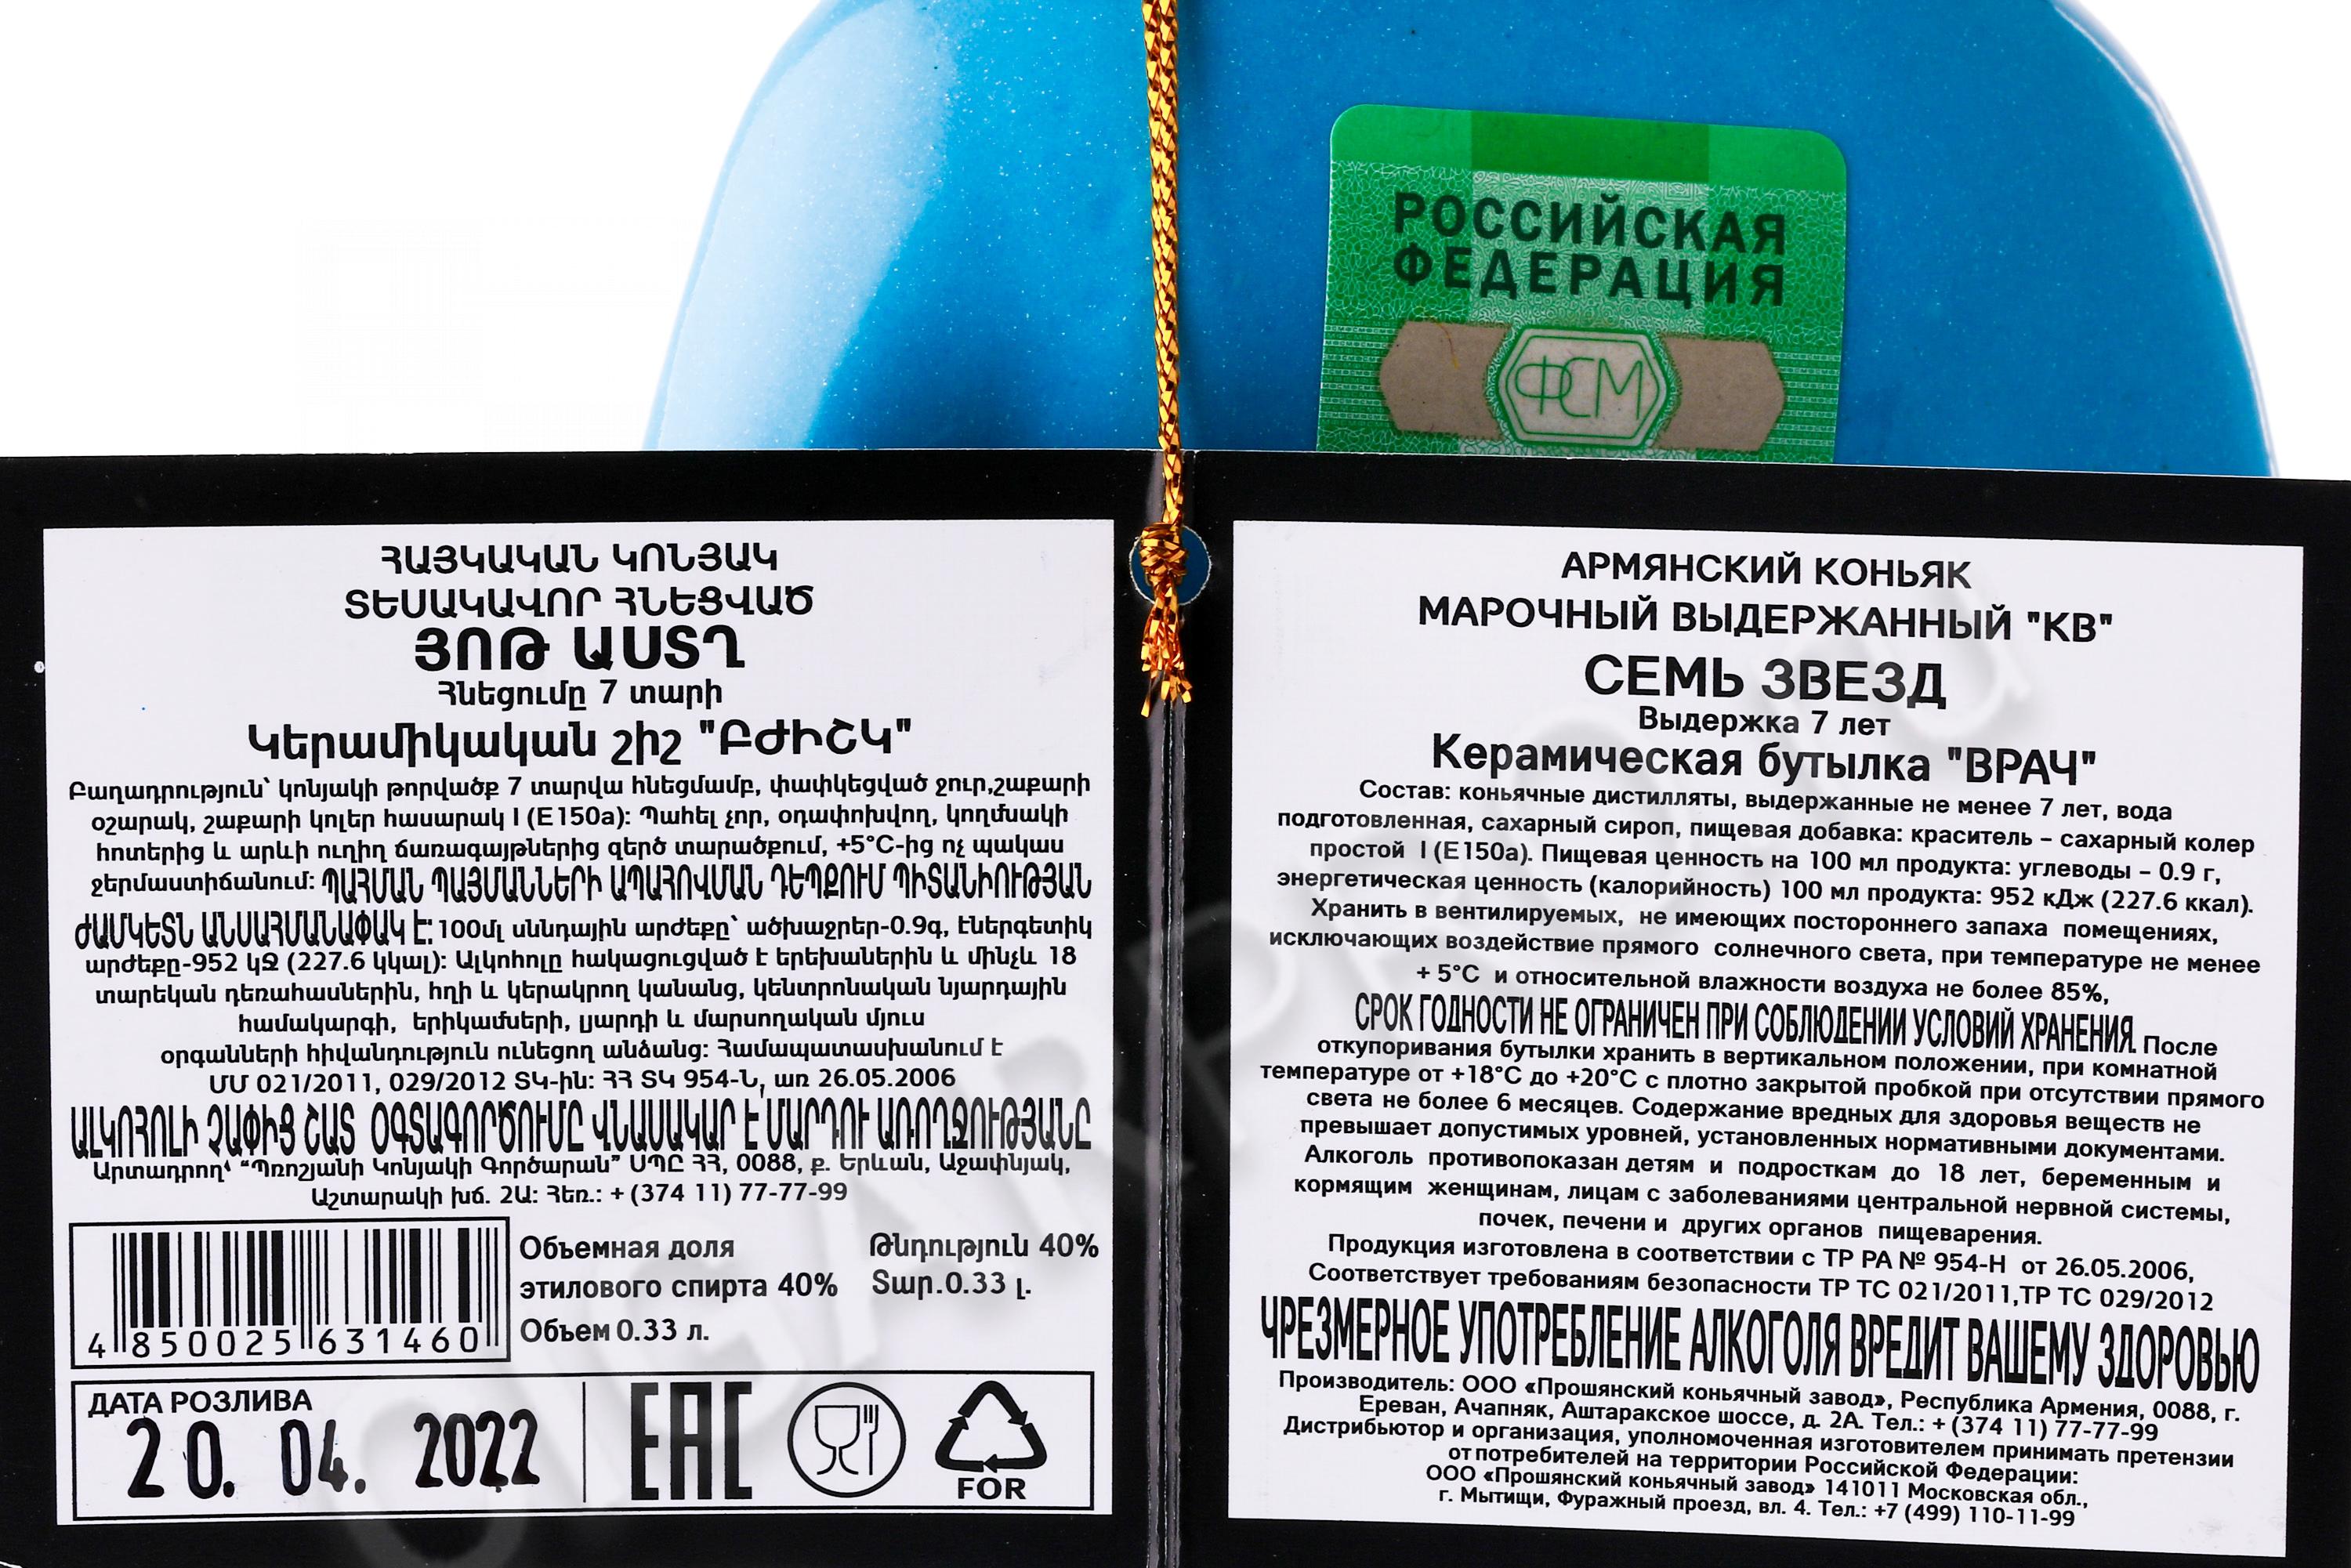 РОССИЙСКАЯ
ФЕДЕРАЦИЯ
ФСМ
ՀԱՅԿԱԿԱՆ ԿՈՆՅԱԿ
ՏԵՍԱԿԱՎՈՐ ՀՆԵՑՎԱԾ
ՅՈԹ ԱՍՏՂ
Հնեցումը 7 տարի
Կերամիկական շիշ "ԲԺԻՇԿ"
Բաղադրություն՝ կոնյակի թորվածք 7 տարվա հնեցմամբ, փափկեցված ջուր,շաքարի
օշարակ, շաքարի կոլեր հասարակ I (E150a): Պահել չոր, օդափոխվող, կողմնակի
հոտերից և արևի ուղիղ ճառագայթներից զերծ տարածքում, +5°C-ից ոչ պակաս
ջերմաստիճանում: ՊԱՀՄԱՆ ՊԱՅՄԱՆՆԵՐԻ ԱՊԱՀՈՎՄԱՆ ԴԵՊՔՈՒՄ ՊԻՏԱՆԻՈՒԹՅԱՆ
ԺԱՄԿԵՏՆ ԱՆՍԱՀՄԱՆԱՓԱԿ Է: 100մլ սննդային արժեքը՝ ածխաջրեր-0.9գ, էներգետիկ
արժեքը-952 կՋ (227.6 կկալ): Ալկոհոլը հակացուցված է երեխաներին և մինչև 18
տարեկան դեռահասներին, հղի և կերակրող կանանց, կենտրոնական նյարդային
համակարգի, երիկամների, լյարդի և մարսողական մյուս
օրգանների հիվանդություն ունեցող անձանց: Համապատասխանում է
ՄՄ 021/2011, 029/2012 ՏԿ-ին: ՀՀ ՏԿ 954-Ն, առ 26.05.2006
ԱԼԿՈՀՈԼԻ ՉԱՓԻՑ ՇԱՏ ՕԳՏԱԳՈՐԾՈՒՄԸ ՎՆԱՍԱԿԱՐ Է ՄԱՐԴՈՒ ԱՌՈՂՋՈՒԹՅԱՆԸ
Արտադրող՝ “Պռոշյանի Կոնյակի Գործարան” ՍՊԸ ՀՀ, 0088, ք. Երևան, Աջափնյակ,
Աշտարակի խճ. 2Ա: Հեռ.: + (374 11) 77-77-99
4 850025 631460
Объемная доля
этилового спирта 40%
Объем 0.33 л.
Թնդություն 40%
Տար.0.33 լ.
ДАТА РОЗЛИВА
20. 04. 2022
EAC
FOR
АРМЯНСКИЙ КОНЬЯК
МАРОЧНЫЙ ВЫДЕРЖАННЫЙ "КВ"
СЕМЬ ЗВЕЗД
Выдержка 7 лет
Керамическая бутылка "ВРАЧ"
Состав: коньячные дистилляты, выдержанные не менее 7 лет, вода
подготовленная, сахарный сироп, пищевая добавка: краситель – сахарный колер
простой I (E150a). Пищевая ценность на 100 мл продукта: углеводы – 0.9 г,
энергетическая ценность (калорийность) 100 мл продукта: 952 кДж (227.6 ккал).
Хранить в вентилируемых, не имеющих постороннего запаха помещениях,
исключающих воздействие прямого солнечного света, при температуре не менее
+ 5°C и относительной влажности воздуха не более 85%,
СРОК ГОДНОСТИ НЕ ОГРАНИЧЕН ПРИ СОБЛЮДЕНИИ УСЛОВИЙ ХРАНЕНИЯ. После
откупоривания бутылки хранить в вертикальном положении, при комнатной
температуре от +18°C до +20°C с плотно закрытой пробкой при отсутствии прямого
света не более 6 месяцев. Содержание вредных для здоровья веществ не
превышает допустимых уровней, установленных нормативными документами.
Алкоголь противопоказан детям и подросткам до 18 лет, беременным и
кормящим женщинам, лицам с заболеваниями центральной нервной системы,
почек, печени и других органов пищеварения.
Продукция изготовлена в соответствии с ТР РА № 954-Н от 26.05.2006,
Соответствует требованиям безопасности ТР ТС 021/2011,ТР ТС 029/2012
ЧРЕЗМЕРНОЕ УПОТРЕБЛЕНИЕ АЛКОГОЛЯ ВРЕДИТ ВАШЕМУ ЗДОРОВЬЮ
Производитель: ООО «Прошянский коньячный завод», Республика Армения, 0088, г.
Ереван, Ачапняк, Аштаракское шоссе, д. 2А. Тел.: + (374 11) 77-77-99
Дистрибьютор и организация, уполномоченная изготовителем принимать претензии
от потребителей на территории Российской Федерации:
ООО «Прошянский коньячный завод» 141011 Московская обл.,
г. Мытищи, Фуражный проезд, вл. 4. Тел.: +7 (499) 110-11-99